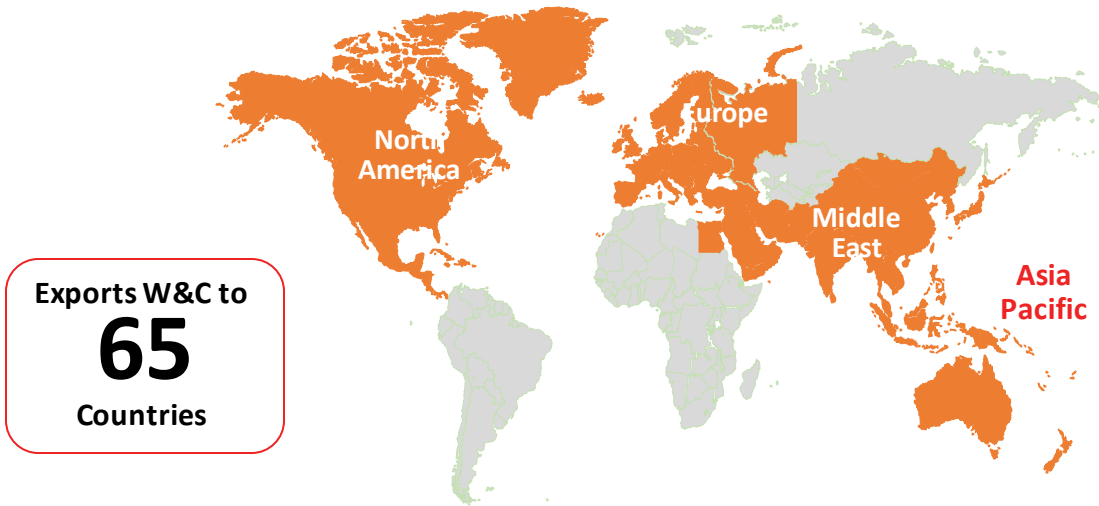 North
America
Europe
Middle
East
Asia
Pacific
Exports W&C to
65
Countries